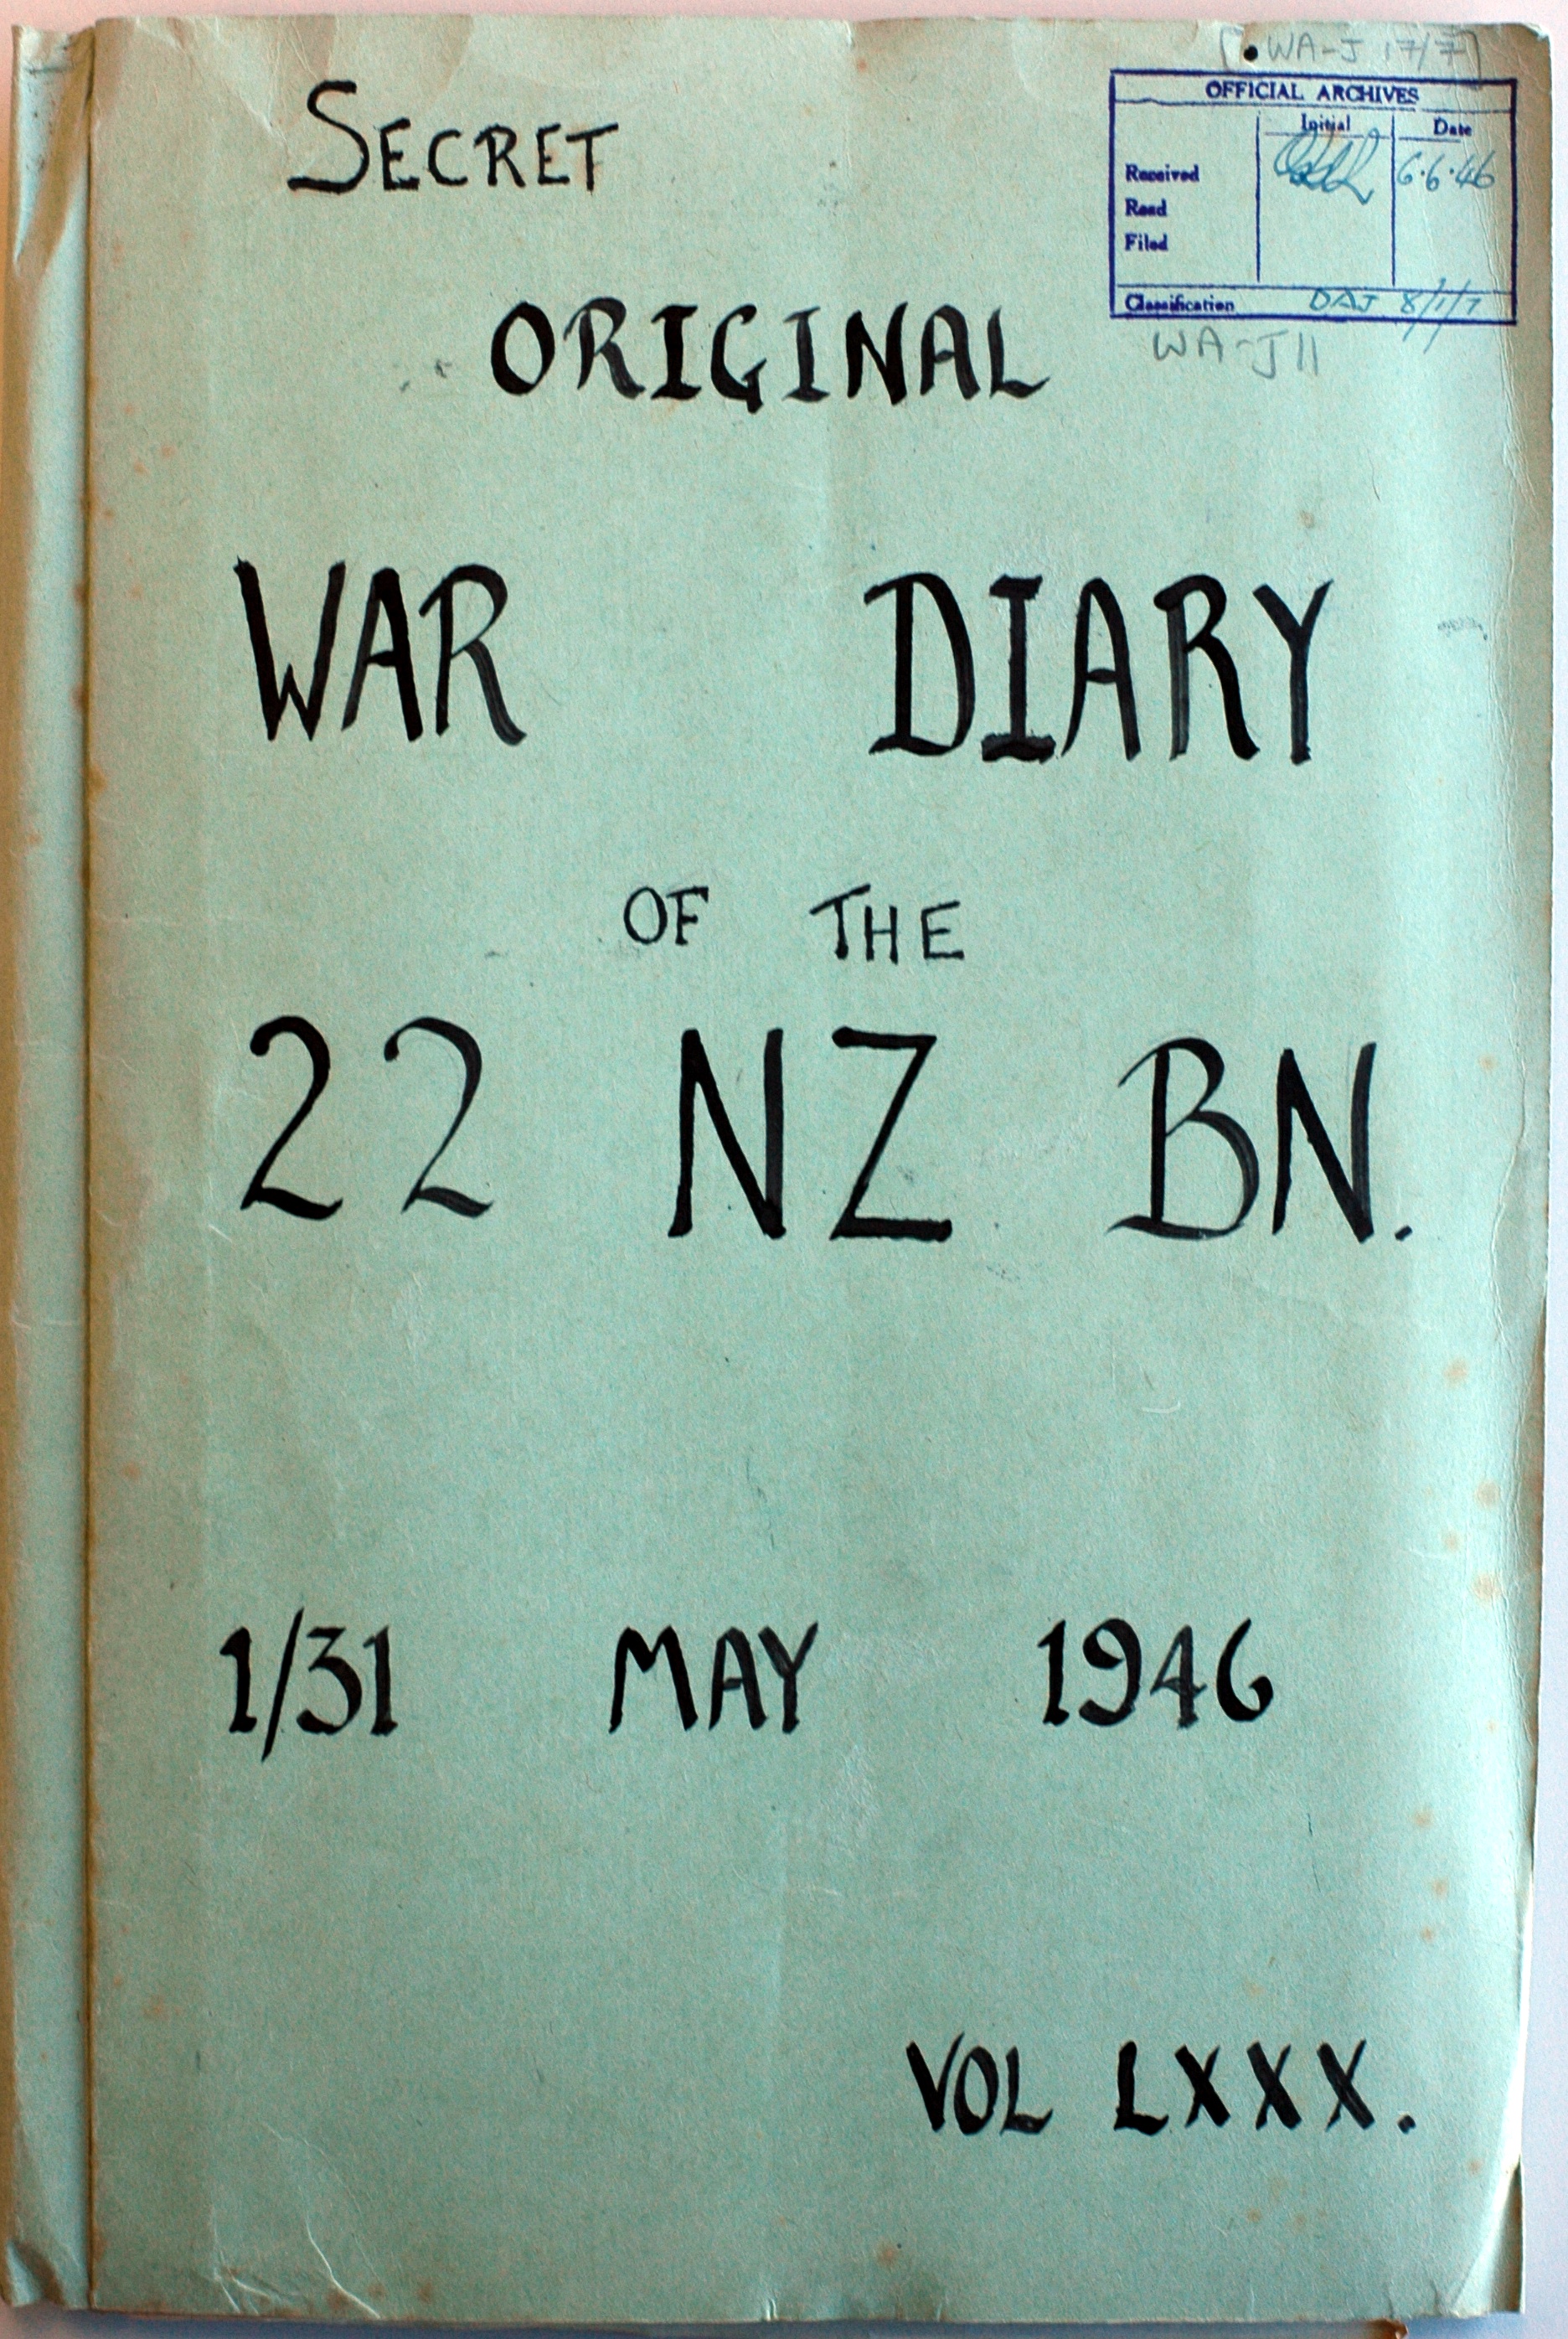 [WA-J 17/7]
SECRET
OFFICIAL ARCHIVES
Initial Date
Received 6.6.46
Read
Filed
Classification DAJ 8/1/7
WA-J 11
ORIGINAL
WAR DIARY
OF THE
22 NZ BN.
1/31 MAY 1946
VOL LXXX.